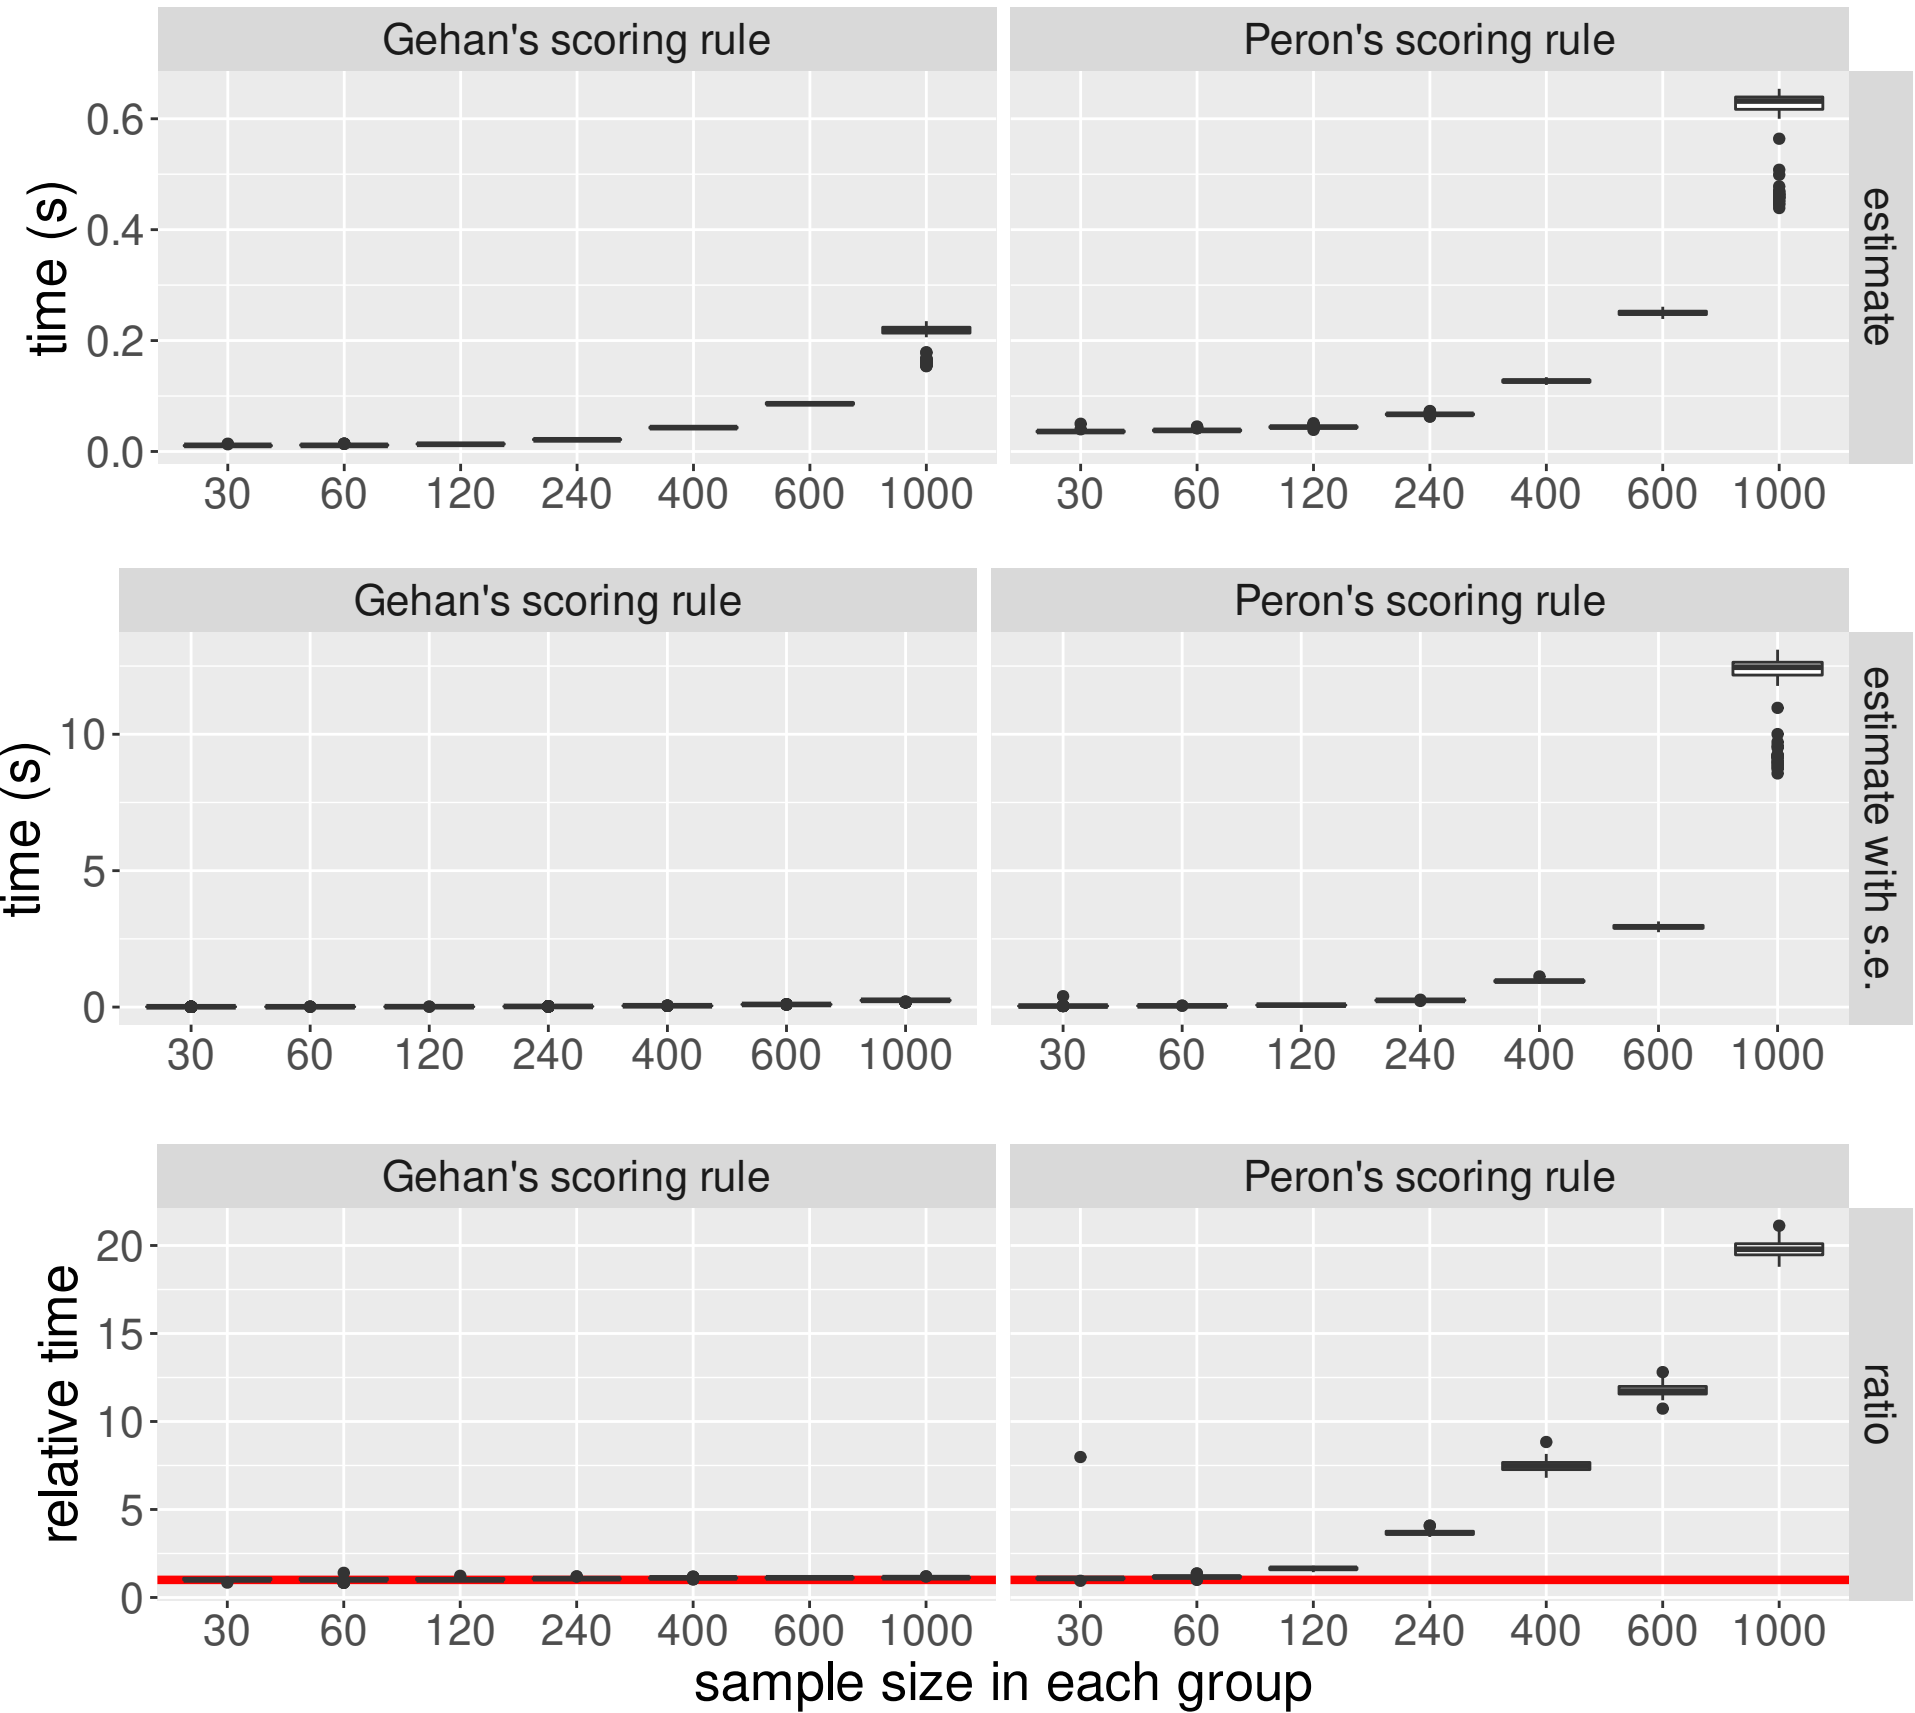 Gehan's scoring rule Peron's scoring rule
0.6
0.4
0.2
0.0
time (s)
estimate
30 60 120 240 400 600 1000 30 60 120 240 400 600 1000
Gehan's scoring rule Peron's scoring rule
10
5
0
time (s)
estimate with s.e.
30 60 120 240 400 600 1000 30 60 120 240 400 600 1000
Gehan's scoring rule Peron's scoring rule
20
15
10
5
0
relative time
ratio
30 60 120 240 400 600 1000 30 60 120 240 400 600 1000
sample size in each group